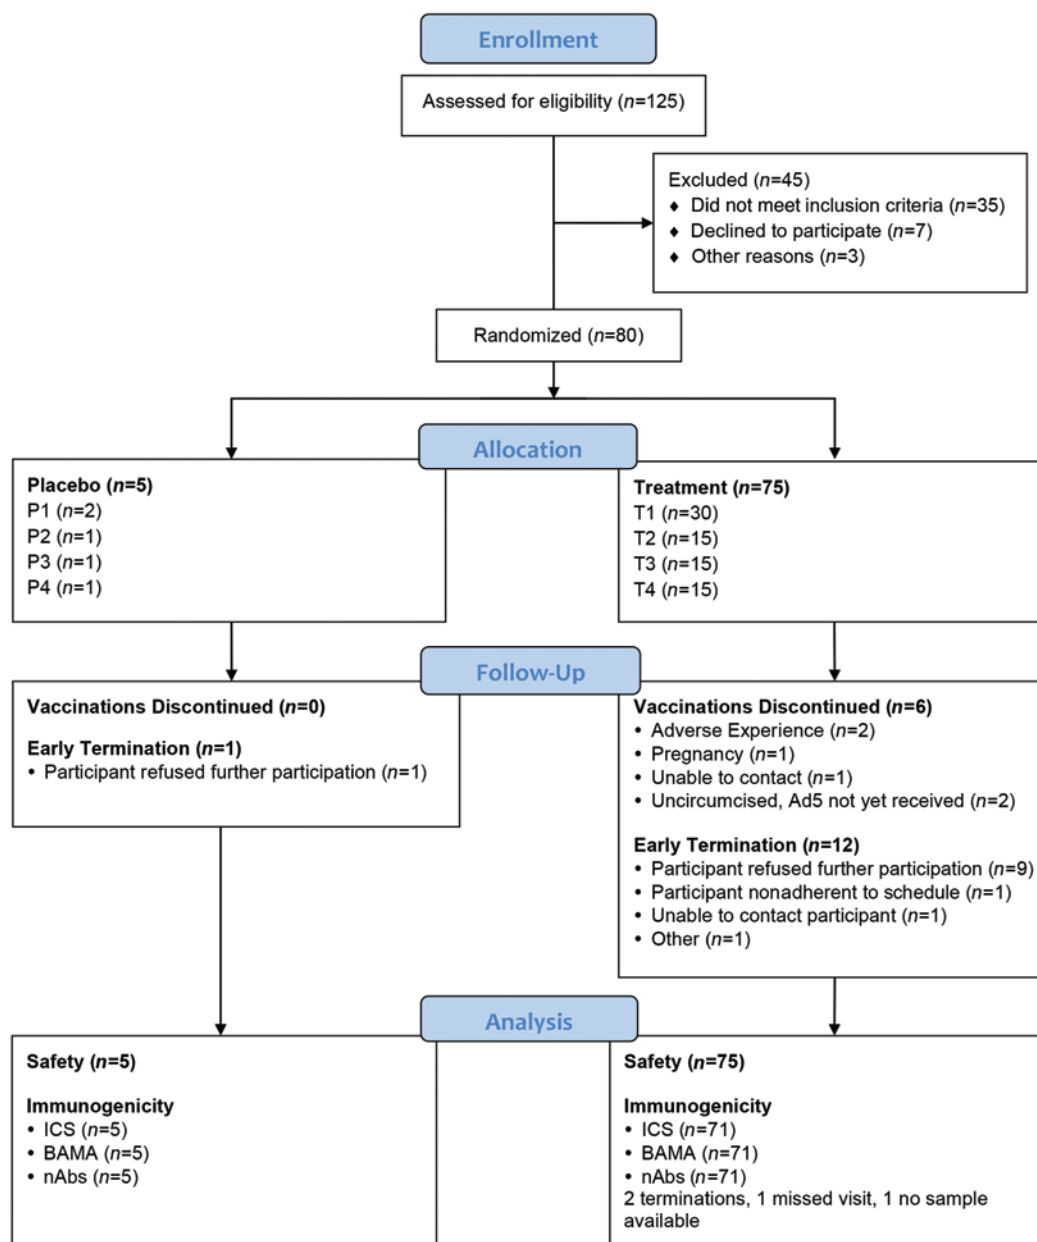 Enrollment
Assessed for eligibility (n=125)
Excluded (n=45)
♦ Did not meet inclusion criteria (n=35)
♦ Declined to participate (n=7)
♦ Other reasons (n=3)
Randomized (n=80)
Allocation
Placebo (n=5)
P1 (n=2)
P2 (n=1)
P3 (n=1)
P4 (n=1)
Treatment (n=75)
T1 (n=30)
T2 (n=15)
T3 (n=15)
T4 (n=15)
Follow-Up
Vaccinations Discontinued (n=0)
Early Termination (n=1)
• Participant refused further participation (n=1)
Vaccinations Discontinued (n=6)
• Adverse Experience (n=2)
• Pregnancy (n=1)
• Unable to contact (n=1)
• Uncircumcised, Ad5 not yet received (n=2)
Early Termination (n=12)
• Participant refused further participation (n=9)
• Participant nonadherent to schedule (n=1)
• Unable to contact participant (n=1)
• Other (n=1)
Analysis
Safety (n=5)
Immunogenicity
• ICS (n=5)
• BAMA (n=5)
• nAbs (n=5)
Safety (n=75)
Immunogenicity
• ICS (n=71)
• BAMA (n=71)
• nAbs (n=71)
2 terminations, 1 missed visit, 1 no sample
available